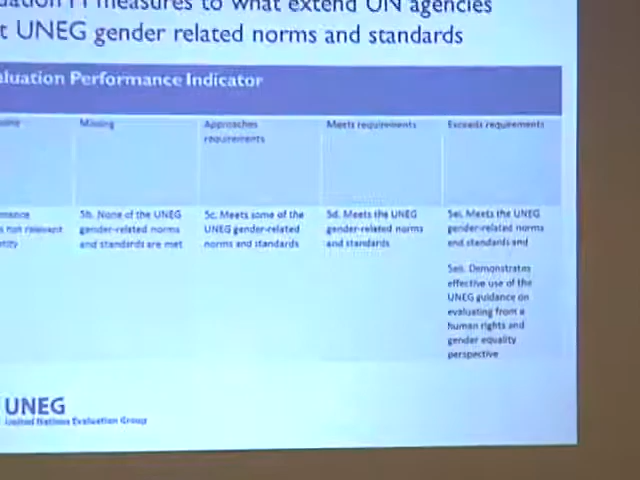 measures to what extend UN agencies
UNEG gender related norms and standards
Performance Indicator
Missing
Approaches
requirements
Meets requirements
Exceeds requirements
not relevant
5b. None of the UNEG
gender-related norms
and standards are met
5c. Meets some of the
UNEG gender-related
norms and standards
5d. Meets the UNEG
gender-related norms
and standards
5ei. Meets the UNEG
gender-related norms
and standards and
5eii. Demonstrates
effective use of the
UNEG guidance on
evaluating from a
human rights and
gender equality
perspective
UNEG
United Nations Evaluation Group